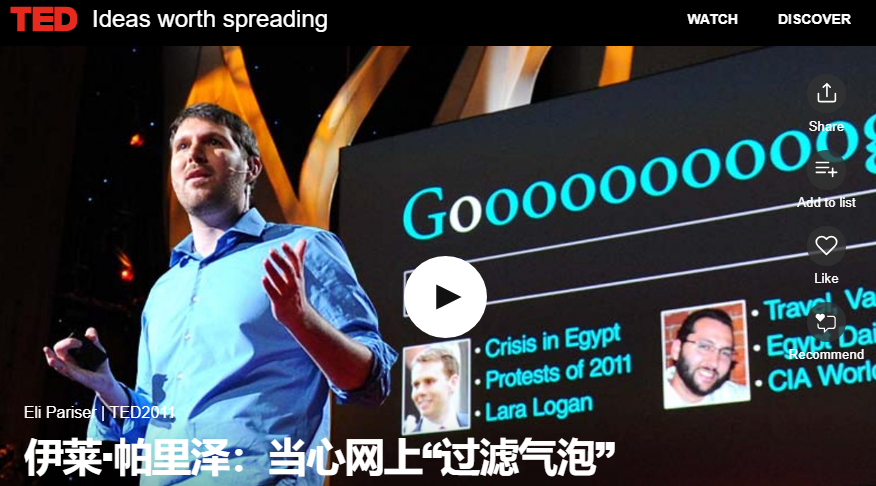 TED Ideas worth spreading
WATCH DISCOVER
Share
Add to list
Like
Recommend
Gooooooooooog
• Crisis in Egypt
• Protests of 2011
• Lara Logan
• Travel, Va
• Egypt Dai
• CIA Worl
Eli Pariser | TED2011
伊莱·帕里泽：当心网上“过滤气泡”